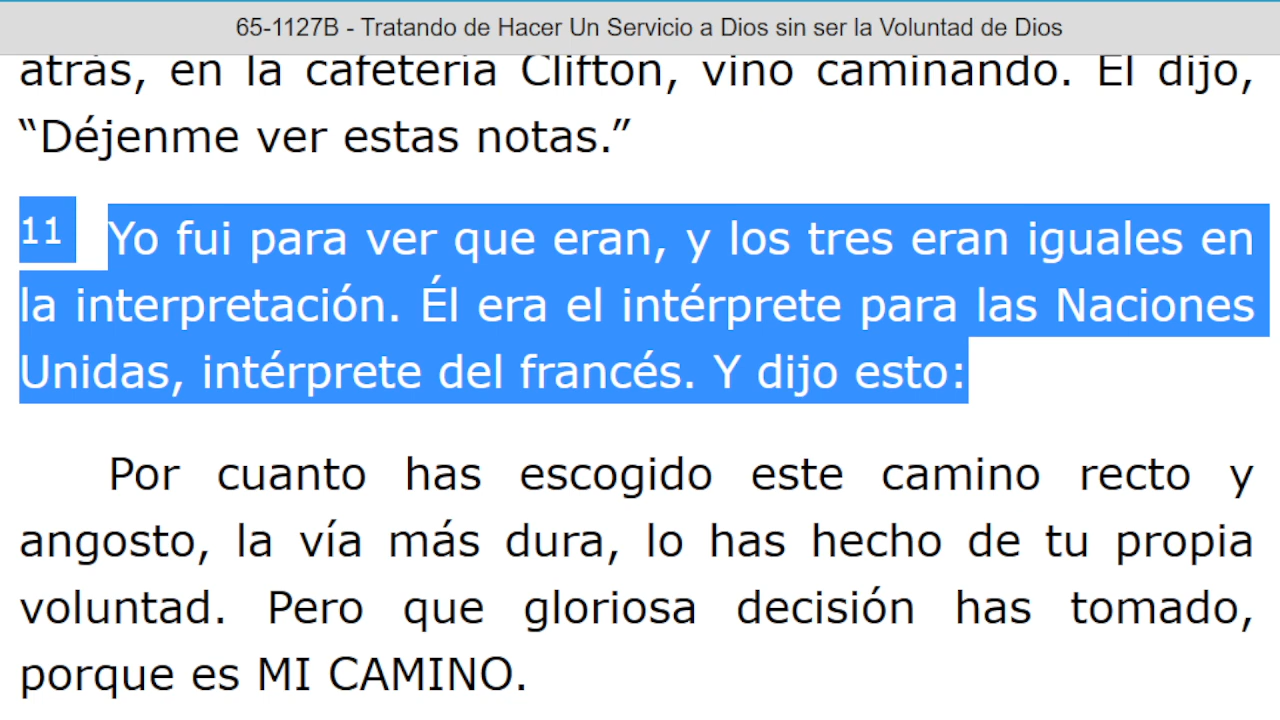 65-1127B - Tratando de Hacer Un Servicio a Dios sin ser la Voluntad de Dios
atrás, en la cafetería Clifton, vino caminando. Él dijo,
“Déjenme ver estas notas.”
11 Yo fui para ver que eran, y los tres eran iguales en
la interpretación. Él era el intérprete para las Naciones
Unidas, intérprete del francés. Y dijo esto:
Por cuanto has escogido este camino recto y
angosto, la vía más dura, lo has hecho de tu propia
voluntad. Pero que gloriosa decisión has tomado,
porque es MI CAMINO.